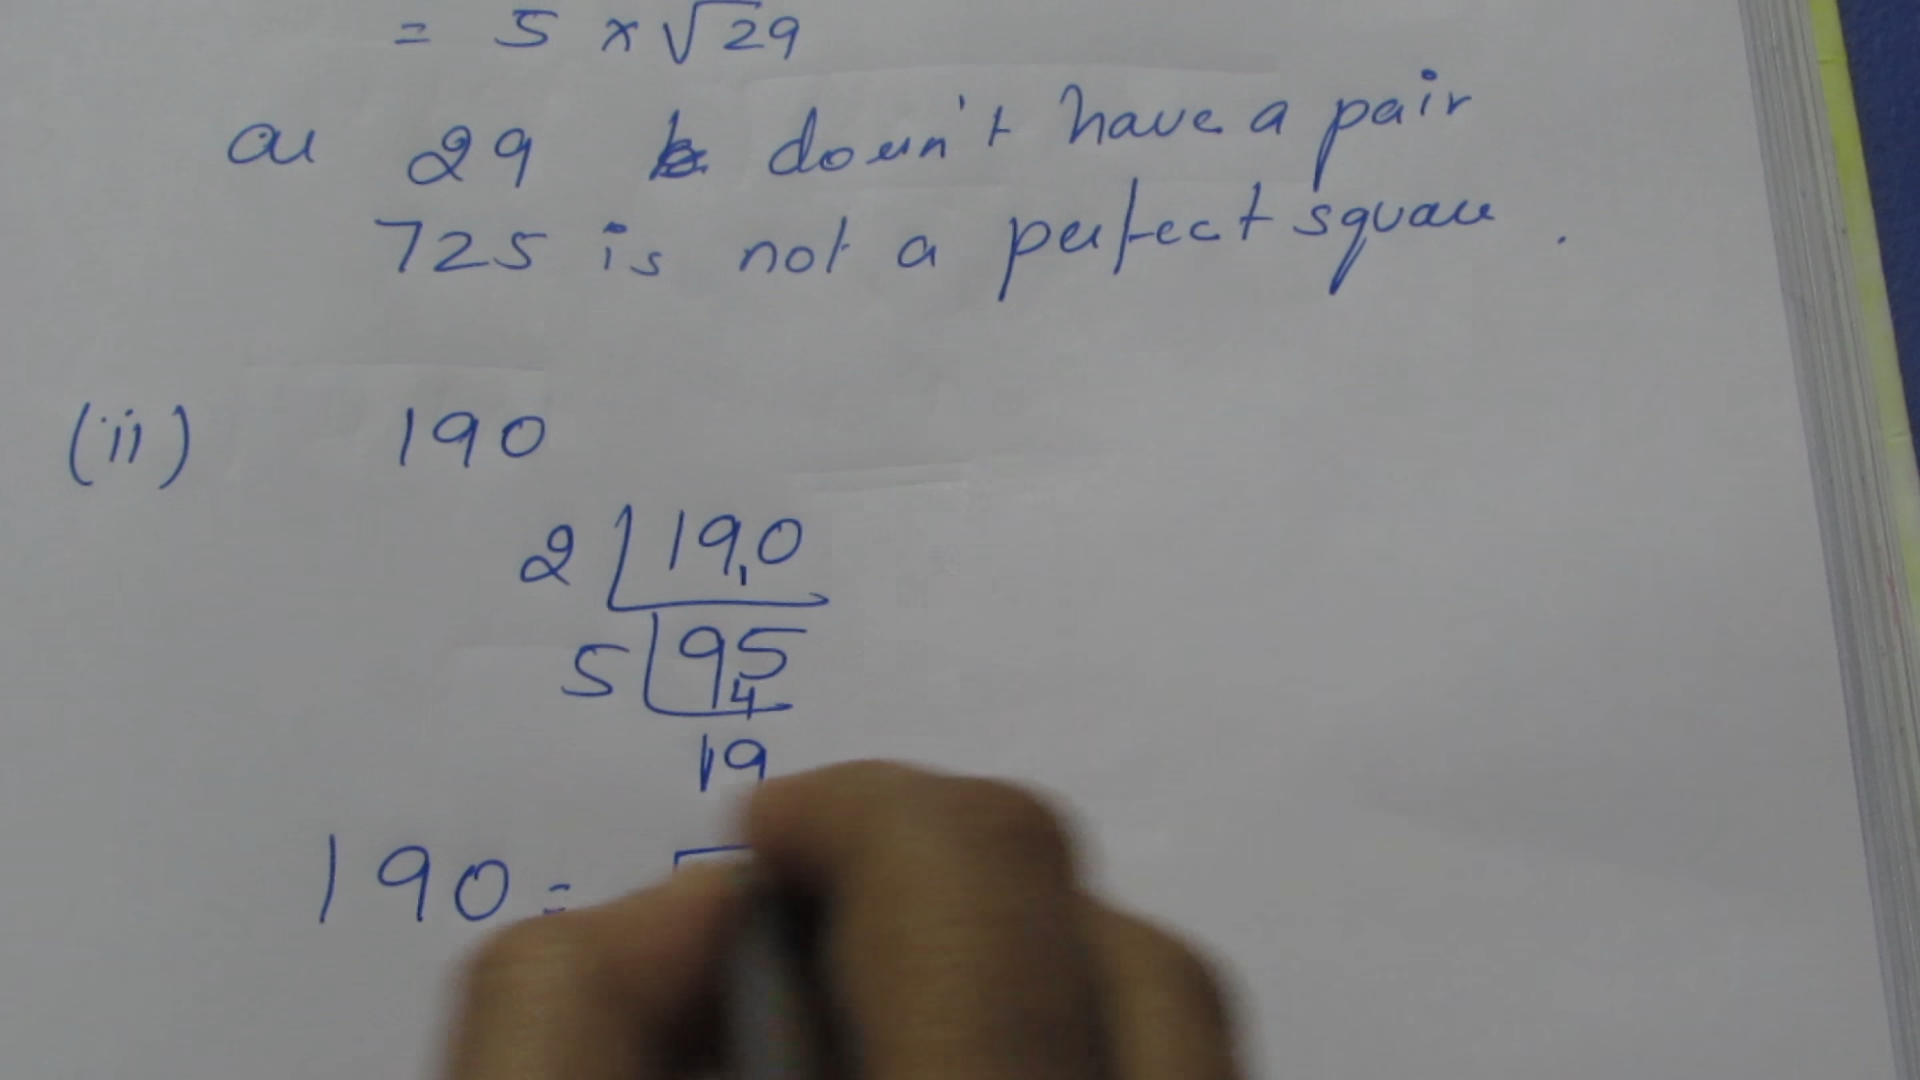 = 5 × √29
as 29 doesn't have a pair
725 is not a perfect square.
(ii) 190
2 190
5 95
4
19
190 =